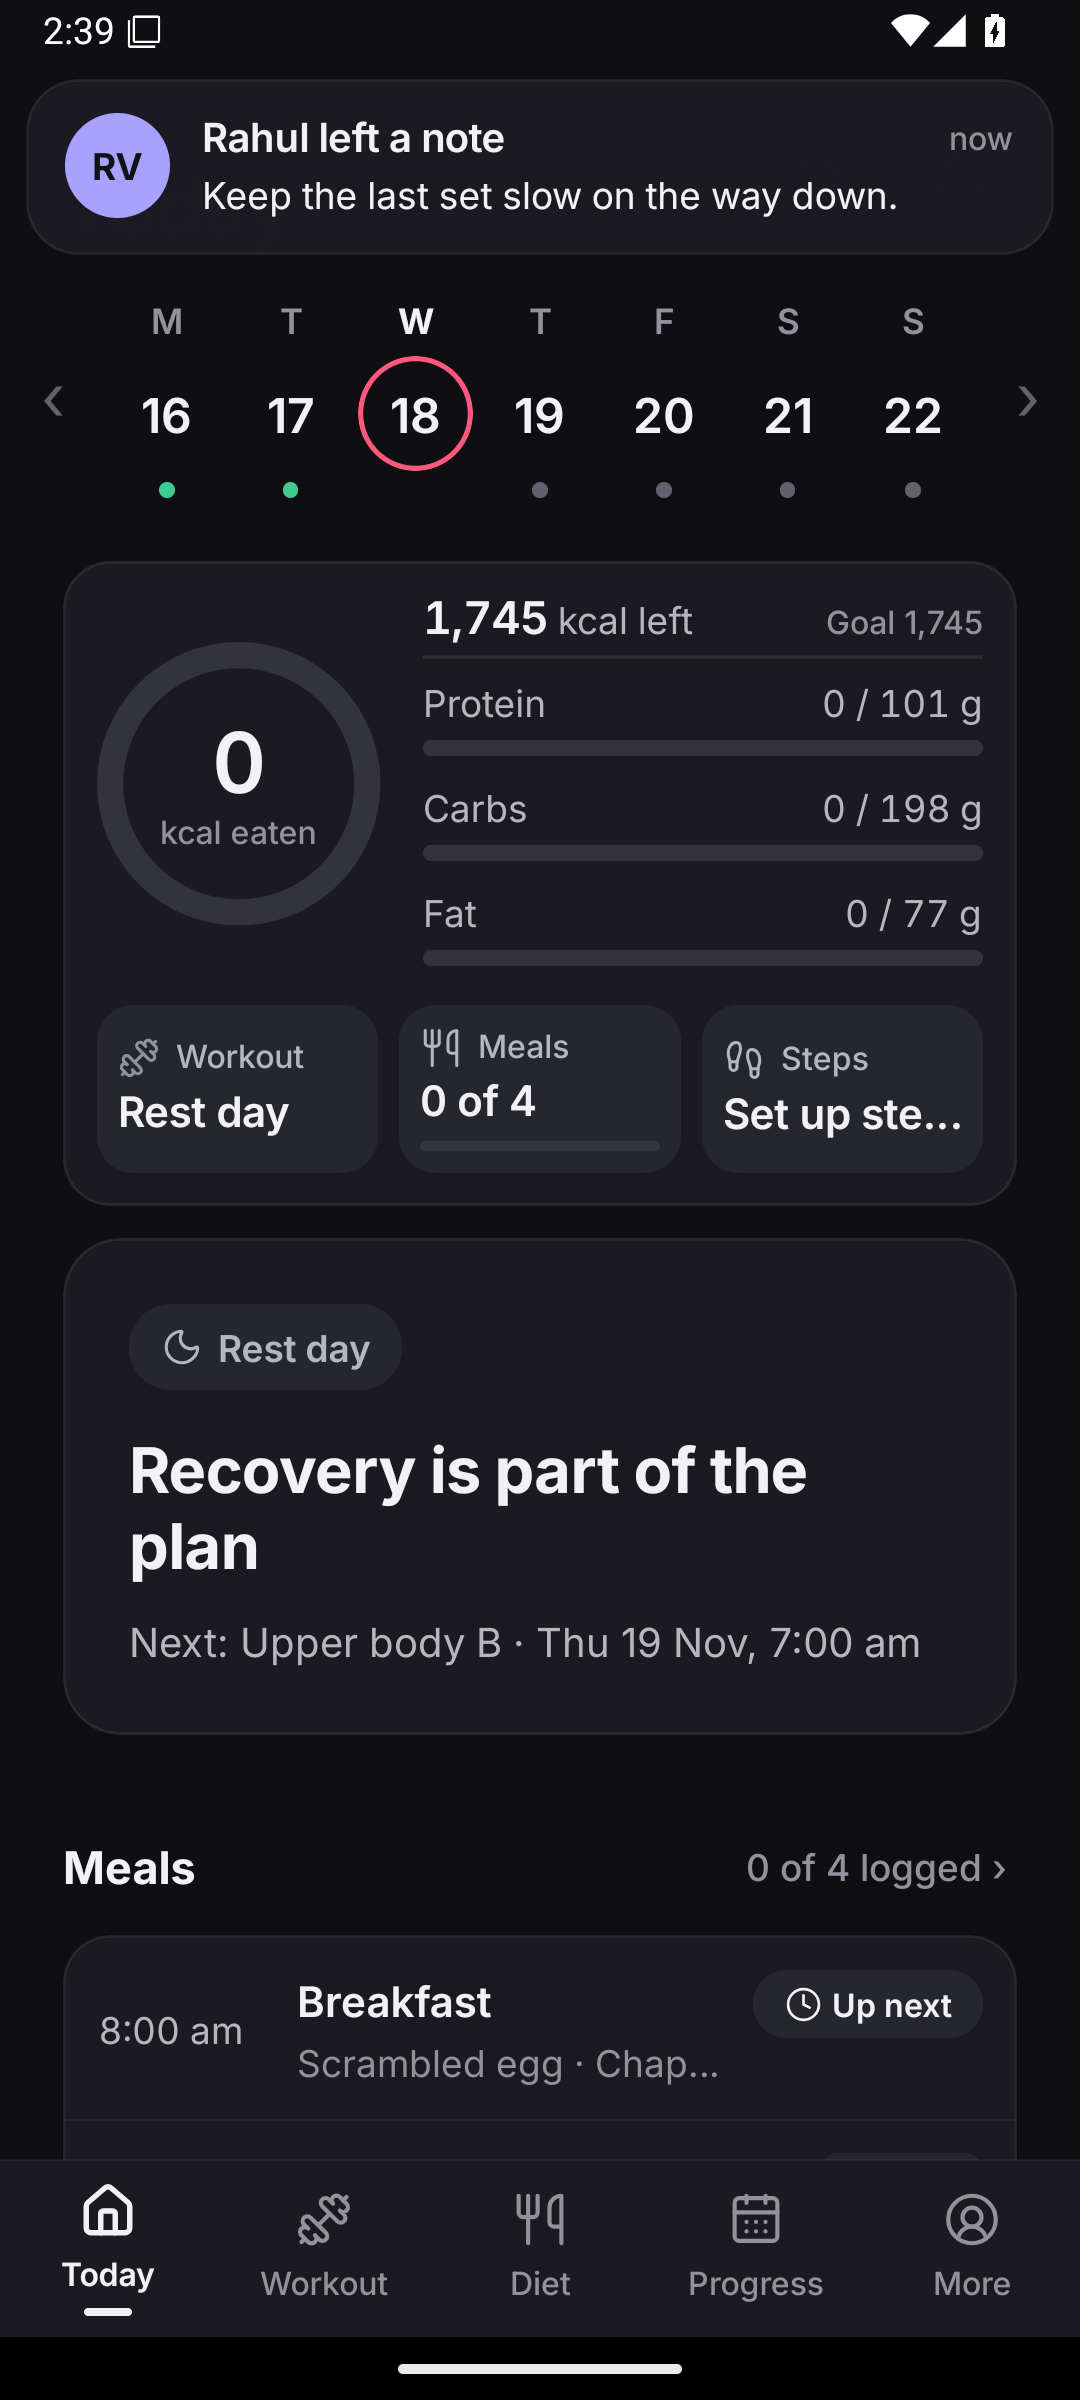 2:39
RV
Rahul left a note
now
Keep the last set slow on the way down.
M T W T F S S
‹ 16 17 18 19 20 21 22 ›
1,745 kcal left
Goal 1,745
0
kcal eaten
Protein
0 / 101 g
Carbs
0 / 198 g
Fat
0 / 77 g
Workout
Rest day
Meals
0 of 4
Steps
Set up ste...
Rest day
Recovery is part of the
plan
Next: Upper body B · Thu 19 Nov, 7:00 am
Meals
0 of 4 logged ›
8:00 am
Breakfast
Scrambled egg · Chap...
Up next
Today
Workout
Diet
Progress
More